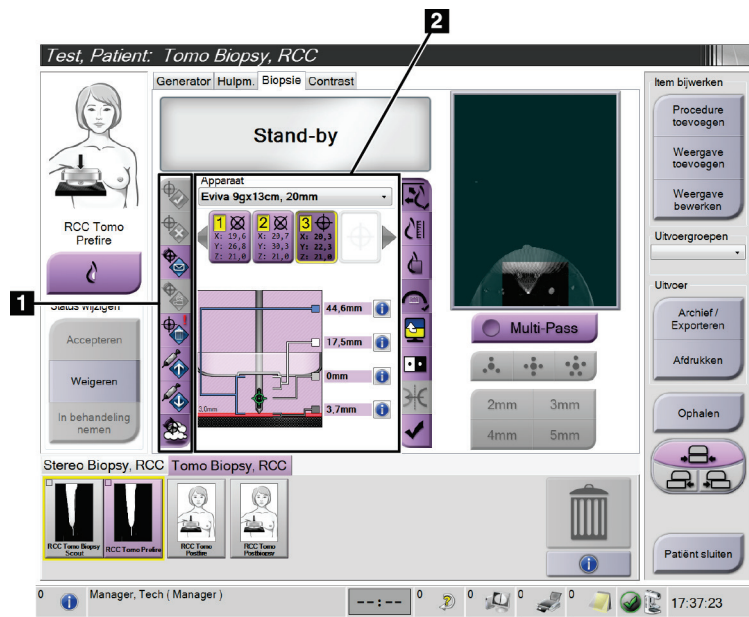 2
Test, Patient: Tomo Biopsy, RCC
Generator Hulpm. Biopsie Contrast
Item bijwerken
Stand-by
Procedure
toevoegen
Weergave
toevoegen
Weergave
bewerken
Apparaat
Eviva 9gx13cm, 20mm
1 2 3
X: 19,6 X: 23,7 X: 20,3
Y: 26,8 Y: 30,3 Y: 22,3
Z: 21,0 Z: 21,0 Z: 21,0
RCC Tomo
Prefire
Uitvoergroepen
Uitvoer
1
Status wijzigen
Accepteren
Weigeren
In behandeling
nemen
44,6mm
17,5mm
0mm
3,7mm
3,0mm
Multi-Pass
2mm 3mm
4mm 5mm
Archief /
Exporteren
Afdrukken
Ophalen
Stereo Biopsy, RCC Tomo Biopsy, RCC
RCC Tomo Biopsy
Scout
RCC Tomo Prefire
RCC Tomo
Postfire
RCC Tomo
Postbiopsy
Patiënt sluiten
0 Manager, Tech ( Manager ) --:-- 0 0 0 0 17:37:23